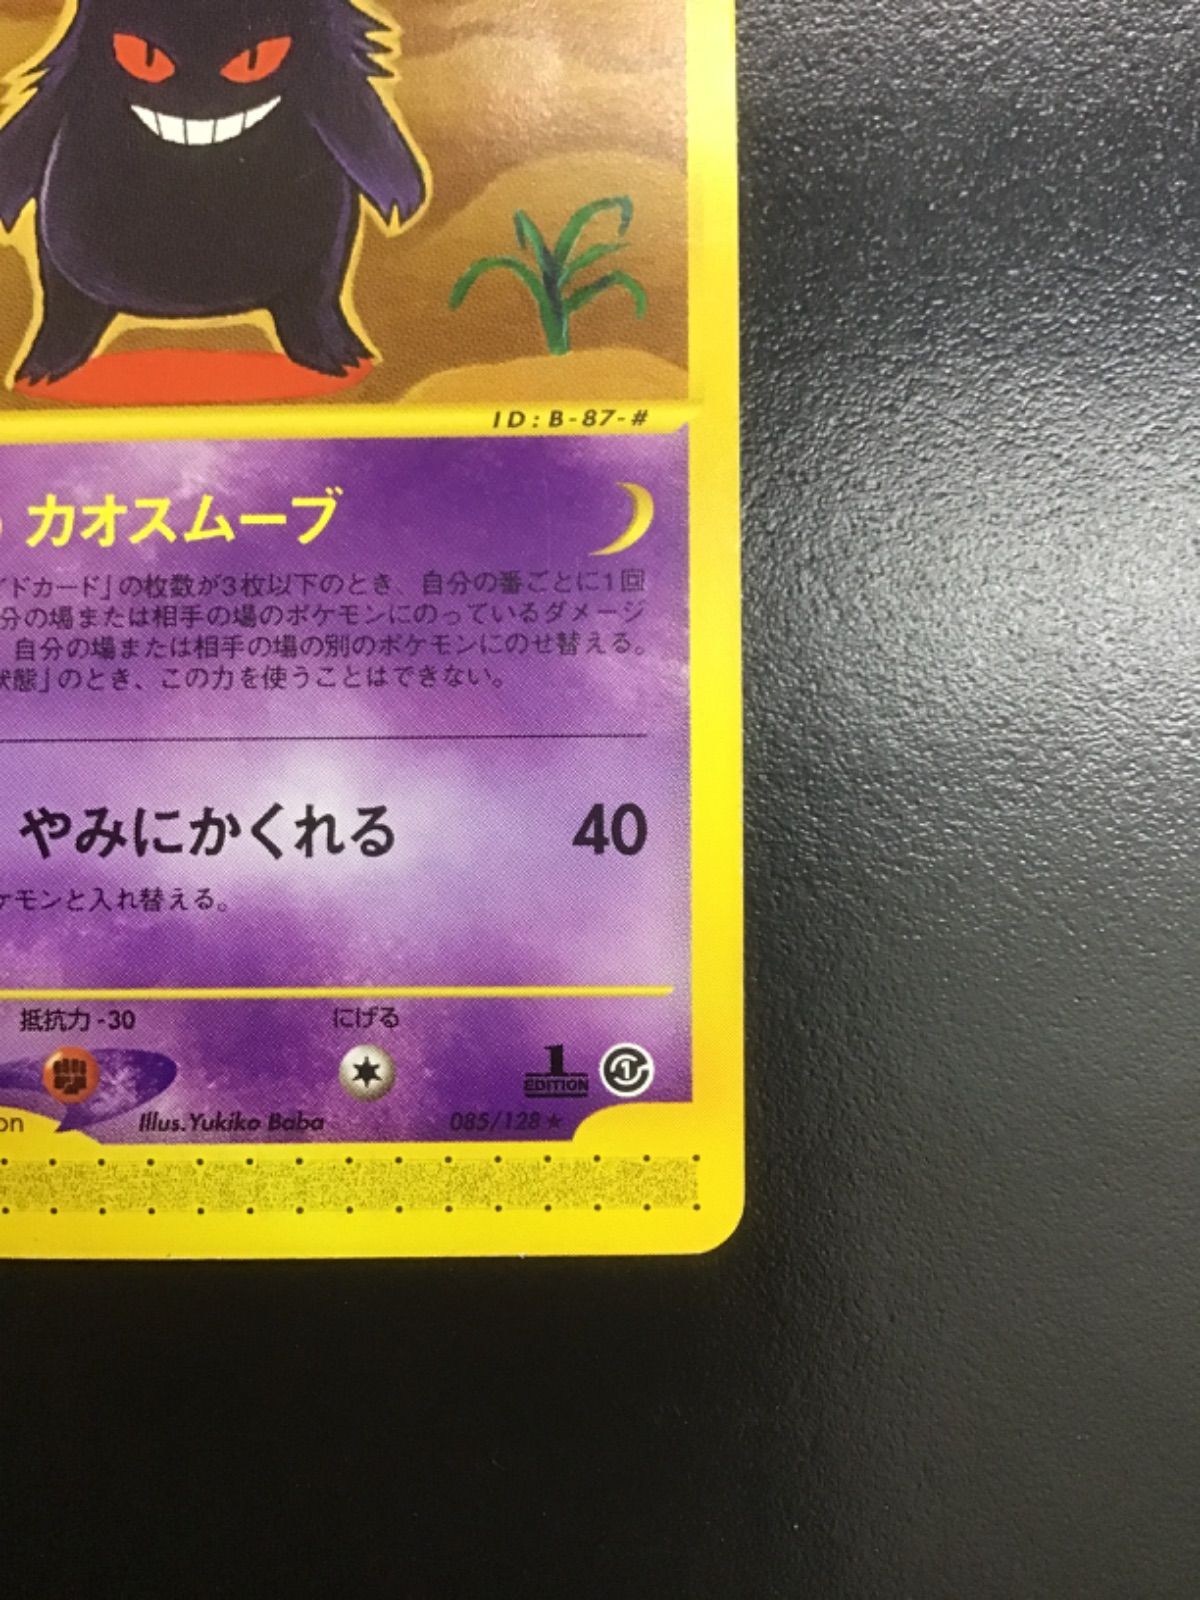 ID:B-87-#
カオスムーブ
イドカード」の枚数が3枚以下のとき、自分の番ごとに1回
分の場または相手の場のポケモンにのっているダメージ
、自分の場または相手の場の別のポケモンにのせ替える。
状態」のとき、この力を使うことはできない。
やみにかくれる 40
ケモンと入れ替える。
抵抗力-30 にげる
1
EDITION
1
on Illus. Yukiko Baba 085/128★